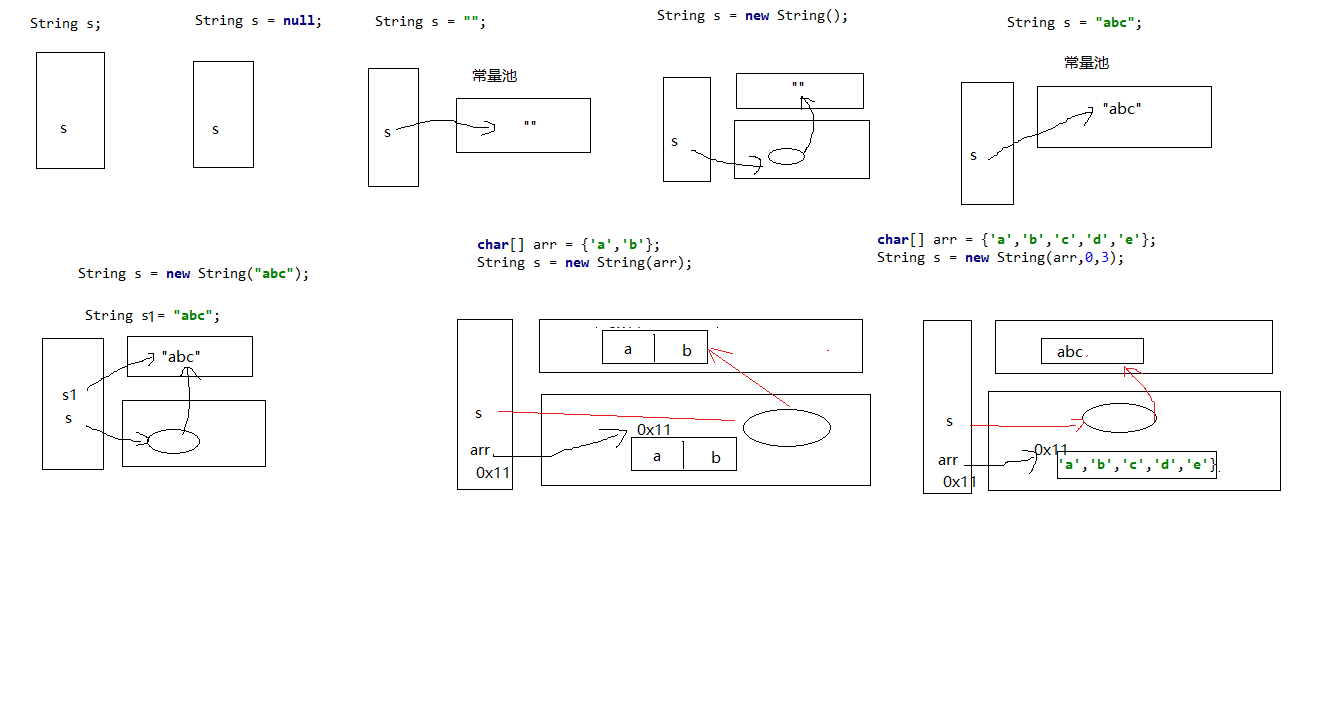 String s;
String s = null;
String s = "";
String s = new String();
String s = "abc";
s
s
常量池
s
""
""
s
常量池
"abc"
s
String s = new String("abc");
String s1= "abc";
"abc"
s1
s
char[] arr = {'a','b'};
String s = new String(arr);
a
b
s
0x11
arr
a
b
0x11
char[] arr = {'a','b','c','d','e'};
String s = new String(arr,0,3);
abc
s
0x11
arr
'a','b','c','d','e'}
0x11